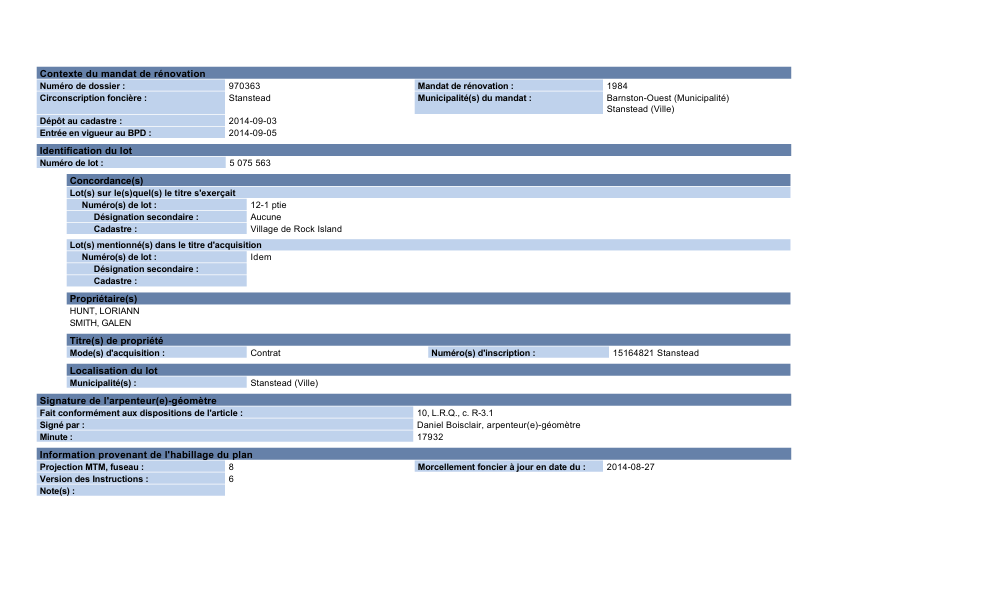 Contexte du mandat de rénovation
Numéro de dossier : 970363 Mandat de rénovation : 1984
Circonscription foncière : Stanstead Municipalité(s) du mandat : Barnston-Ouest (Municipalité)
Stanstead (Ville)
Dépôt au cadastre : 2014-09-03
Entrée en vigueur au BPD : 2014-09-05
Identification du lot
Numéro de lot : 5 075 563
Concordance(s)
Lot(s) sur le(s)quel(s) le titre s'exerçait
Numéro(s) de lot : 12-1 ptie
Désignation secondaire : Aucune
Cadastre : Village de Rock Island
Lot(s) mentionné(s) dans le titre d'acquisition
Numéro(s) de lot : Idem
Désignation secondaire :
Cadastre :
Propriétaire(s)
HUNT, LORIANN
SMITH, GALEN
Titre(s) de propriété
Mode(s) d'acquisition : Contrat Numéro(s) d'inscription : 15164821 Stanstead
Localisation du lot
Municipalité(s) : Stanstead (Ville)
Signature de l'arpenteur(e)-géomètre
Fait conformément aux dispositions de l'article : 10, L.R.Q., c. R-3.1
Signé par : Daniel Boisclair, arpenteur(e)-géomètre
Minute : 17932
Information provenant de l'habillage du plan
Projection MTM, fuseau : 8 Morcellement foncier à jour en date du : 2014-08-27
Version des Instructions : 6
Note(s) :